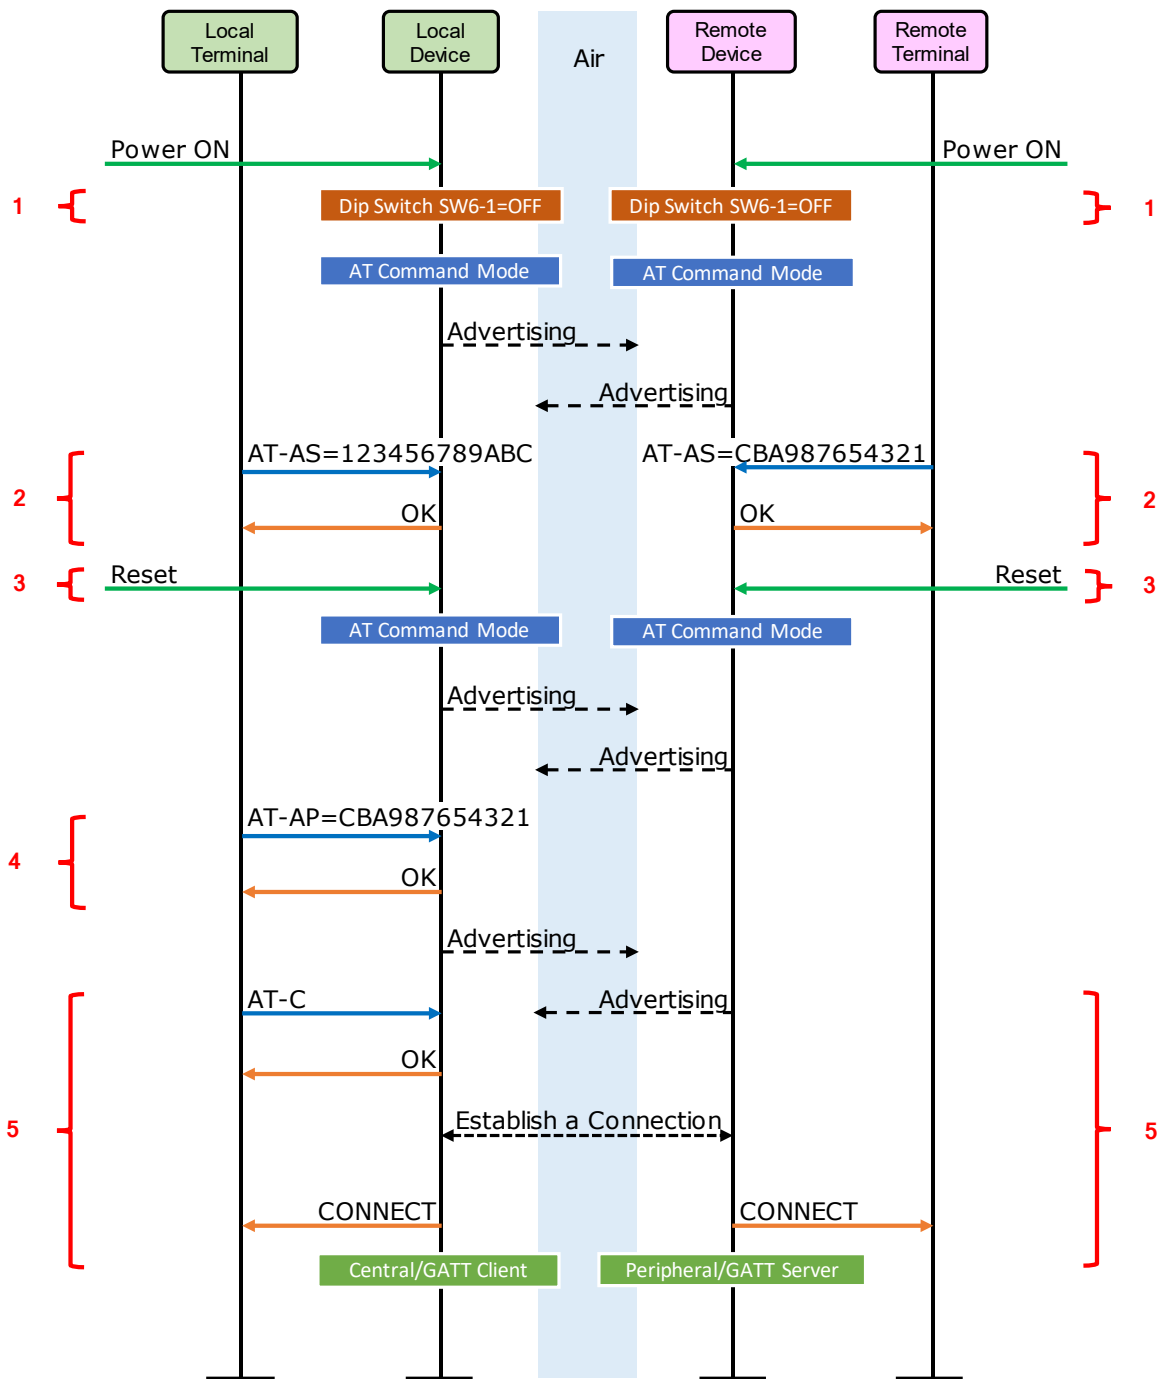 Local
Terminal
Local
Device
Air
Remote
Device
Remote
Terminal
Power ON
Power ON
1
Dip Switch SW6-1=OFF
Dip Switch SW6-1=OFF
1
AT Command Mode
AT Command Mode
Advertising
Advertising
AT-AS=123456789ABC
AT-AS=CBA987654321
2
2
OK
OK
3
Reset
Reset
3
AT Command Mode
AT Command Mode
Advertising
Advertising
AT-AP=CBA987654321
4
OK
Advertising
AT-C
Advertising
OK
5
Establish a Connection
5
CONNECT
CONNECT
Central/GATT Client
Peripheral/GATT Server